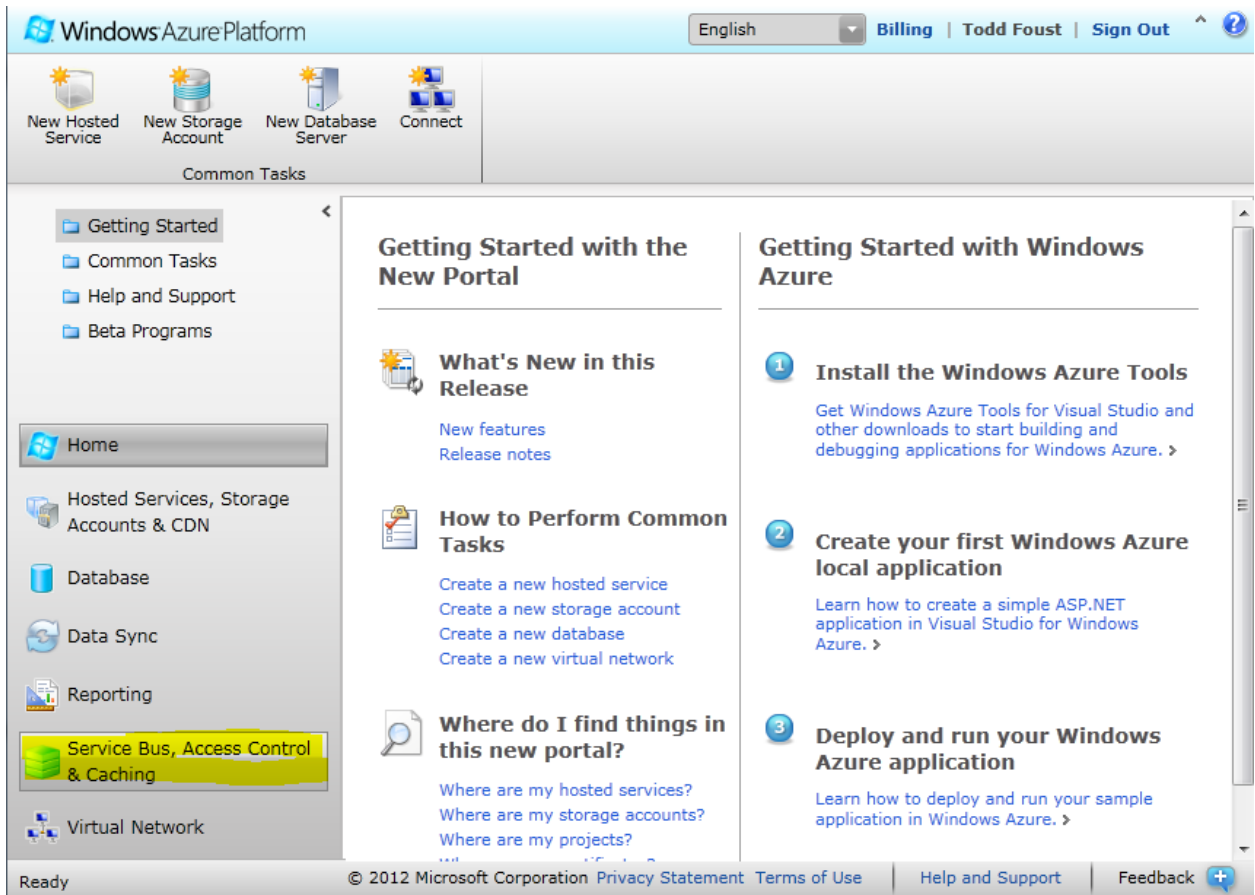 Windows Azure Platform
English
Billing | Todd Foust | Sign Out
New Hosted
Service
New Storage
Account
New Database
Server
Connect
Common Tasks
Getting Started
Common Tasks
Help and Support
Beta Programs
Home
Hosted Services, Storage
Accounts & CDN
Database
Data Sync
Reporting
Service Bus, Access Control
& Caching
Virtual Network
Getting Started with the
New Portal
What's New in this
Release
New features
Release notes
How to Perform Common
Tasks
Create a new hosted service
Create a new storage account
Create a new database
Create a new virtual network
Where do I find things in
this new portal?
Where are my hosted services?
Where are my storage accounts?
Where are my projects?
Getting Started with Windows
Azure
1
Install the Windows Azure Tools
Get Windows Azure Tools for Visual Studio and
other downloads to start building and
debugging applications for Windows Azure.
2
Create your first Windows Azure
local application
Learn how to create a simple ASP.NET
application in Visual Studio for Windows
Azure.
3
Deploy and run your Windows
Azure application
Learn how to deploy and run your sample
application in Windows Azure.
Ready
© 2012 Microsoft Corporation Privacy Statement Terms of Use
Help and Support
Feedback